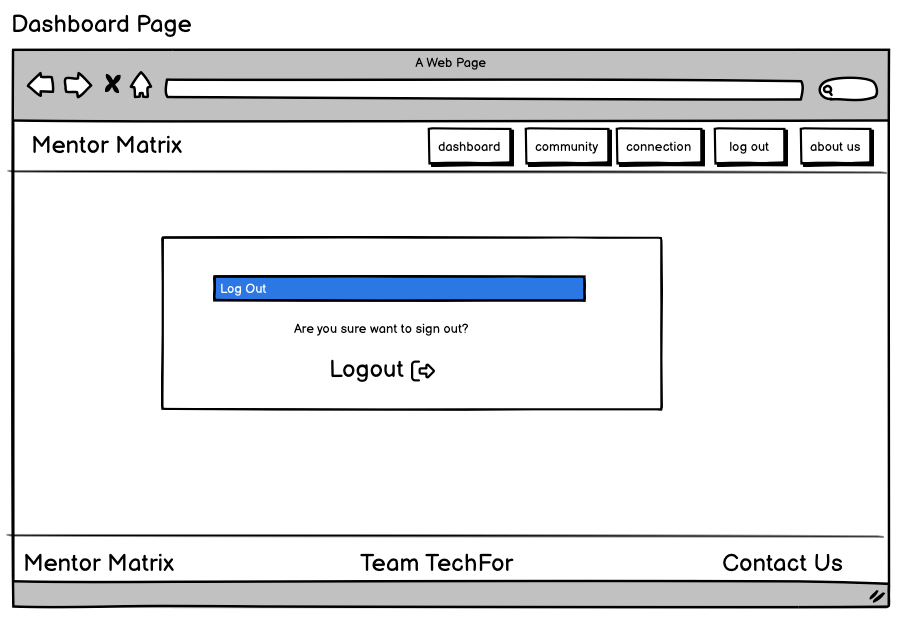 Dashboard Page
A Web Page
Mentor Matrix
dashboard
community
connection
log out
about us
Log Out
Are you sure want to sign out?
Logout
Mentor Matrix
Team TechFor
Contact Us